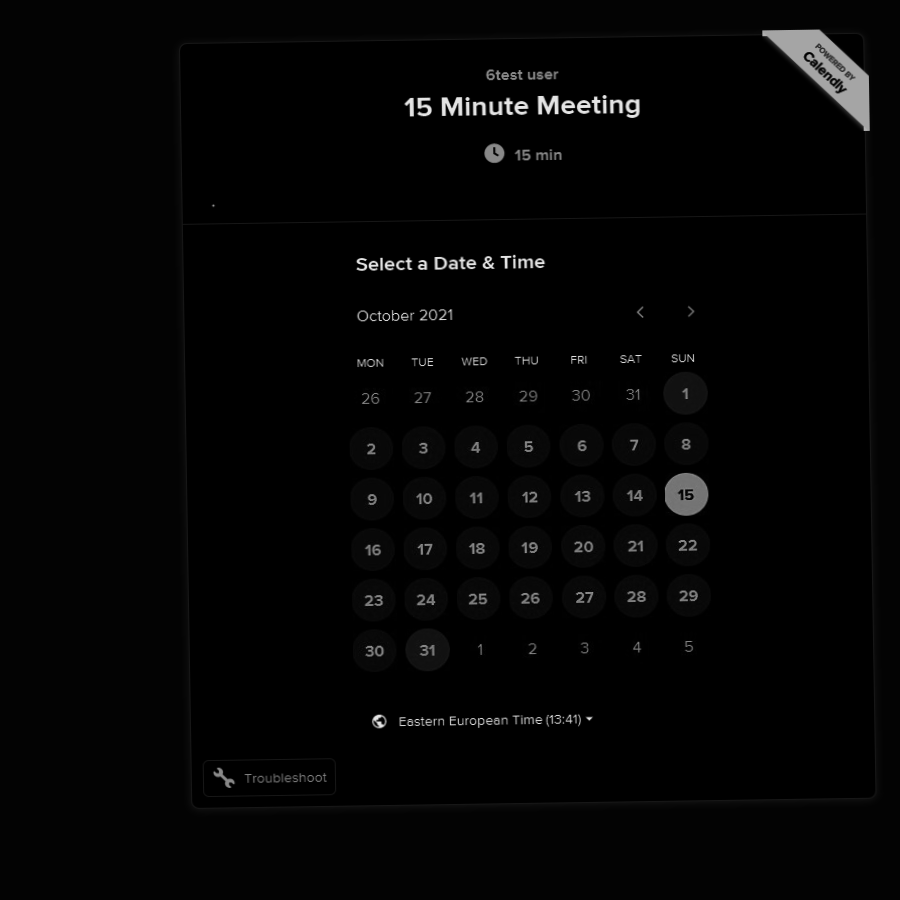 POWERED BY
Calendly
6test user
15 Minute Meeting
15 min
Select a Date & Time
October 2021
MON TUE WED THU FRI SAT SUN
26 27 28 29 30 31 1
2 3 4 5 6 7 8
9 10 11 12 13 14 15
16 17 18 19 20 21 22
23 24 25 26 27 28 29
30 31 1 2 3 4 5
Eastern European Time (13:41)
Troubleshoot